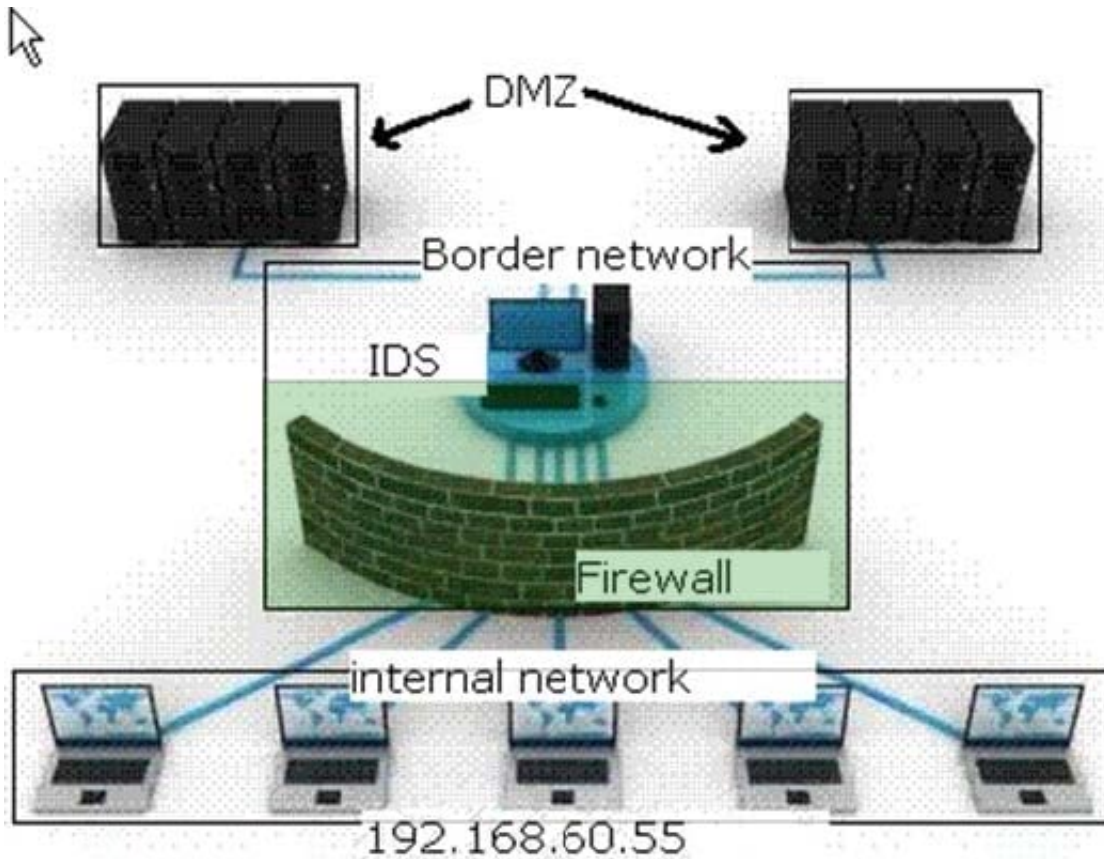 DMZ
Border network
IDS
Firewall
internal network
192.168.60.55